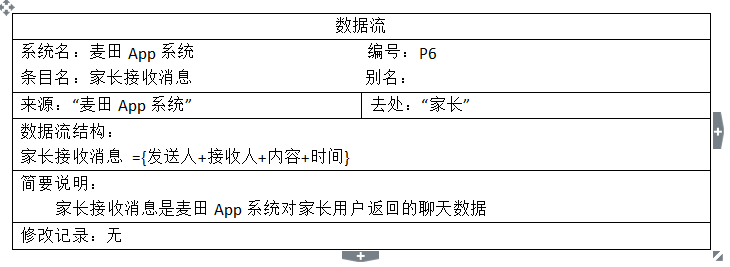 数据流
系统名：麦田 App 系统 编号：P6
条目名：家长接收消息 别名：
来源：“麦田 App 系统” 去处：“家长”
数据流结构：
家长接收消息 ={发送人+接收人+内容+时间}
简要说明：
家长接收消息是麦田 App 系统对家长用户返回的聊天数据
修改记录：无